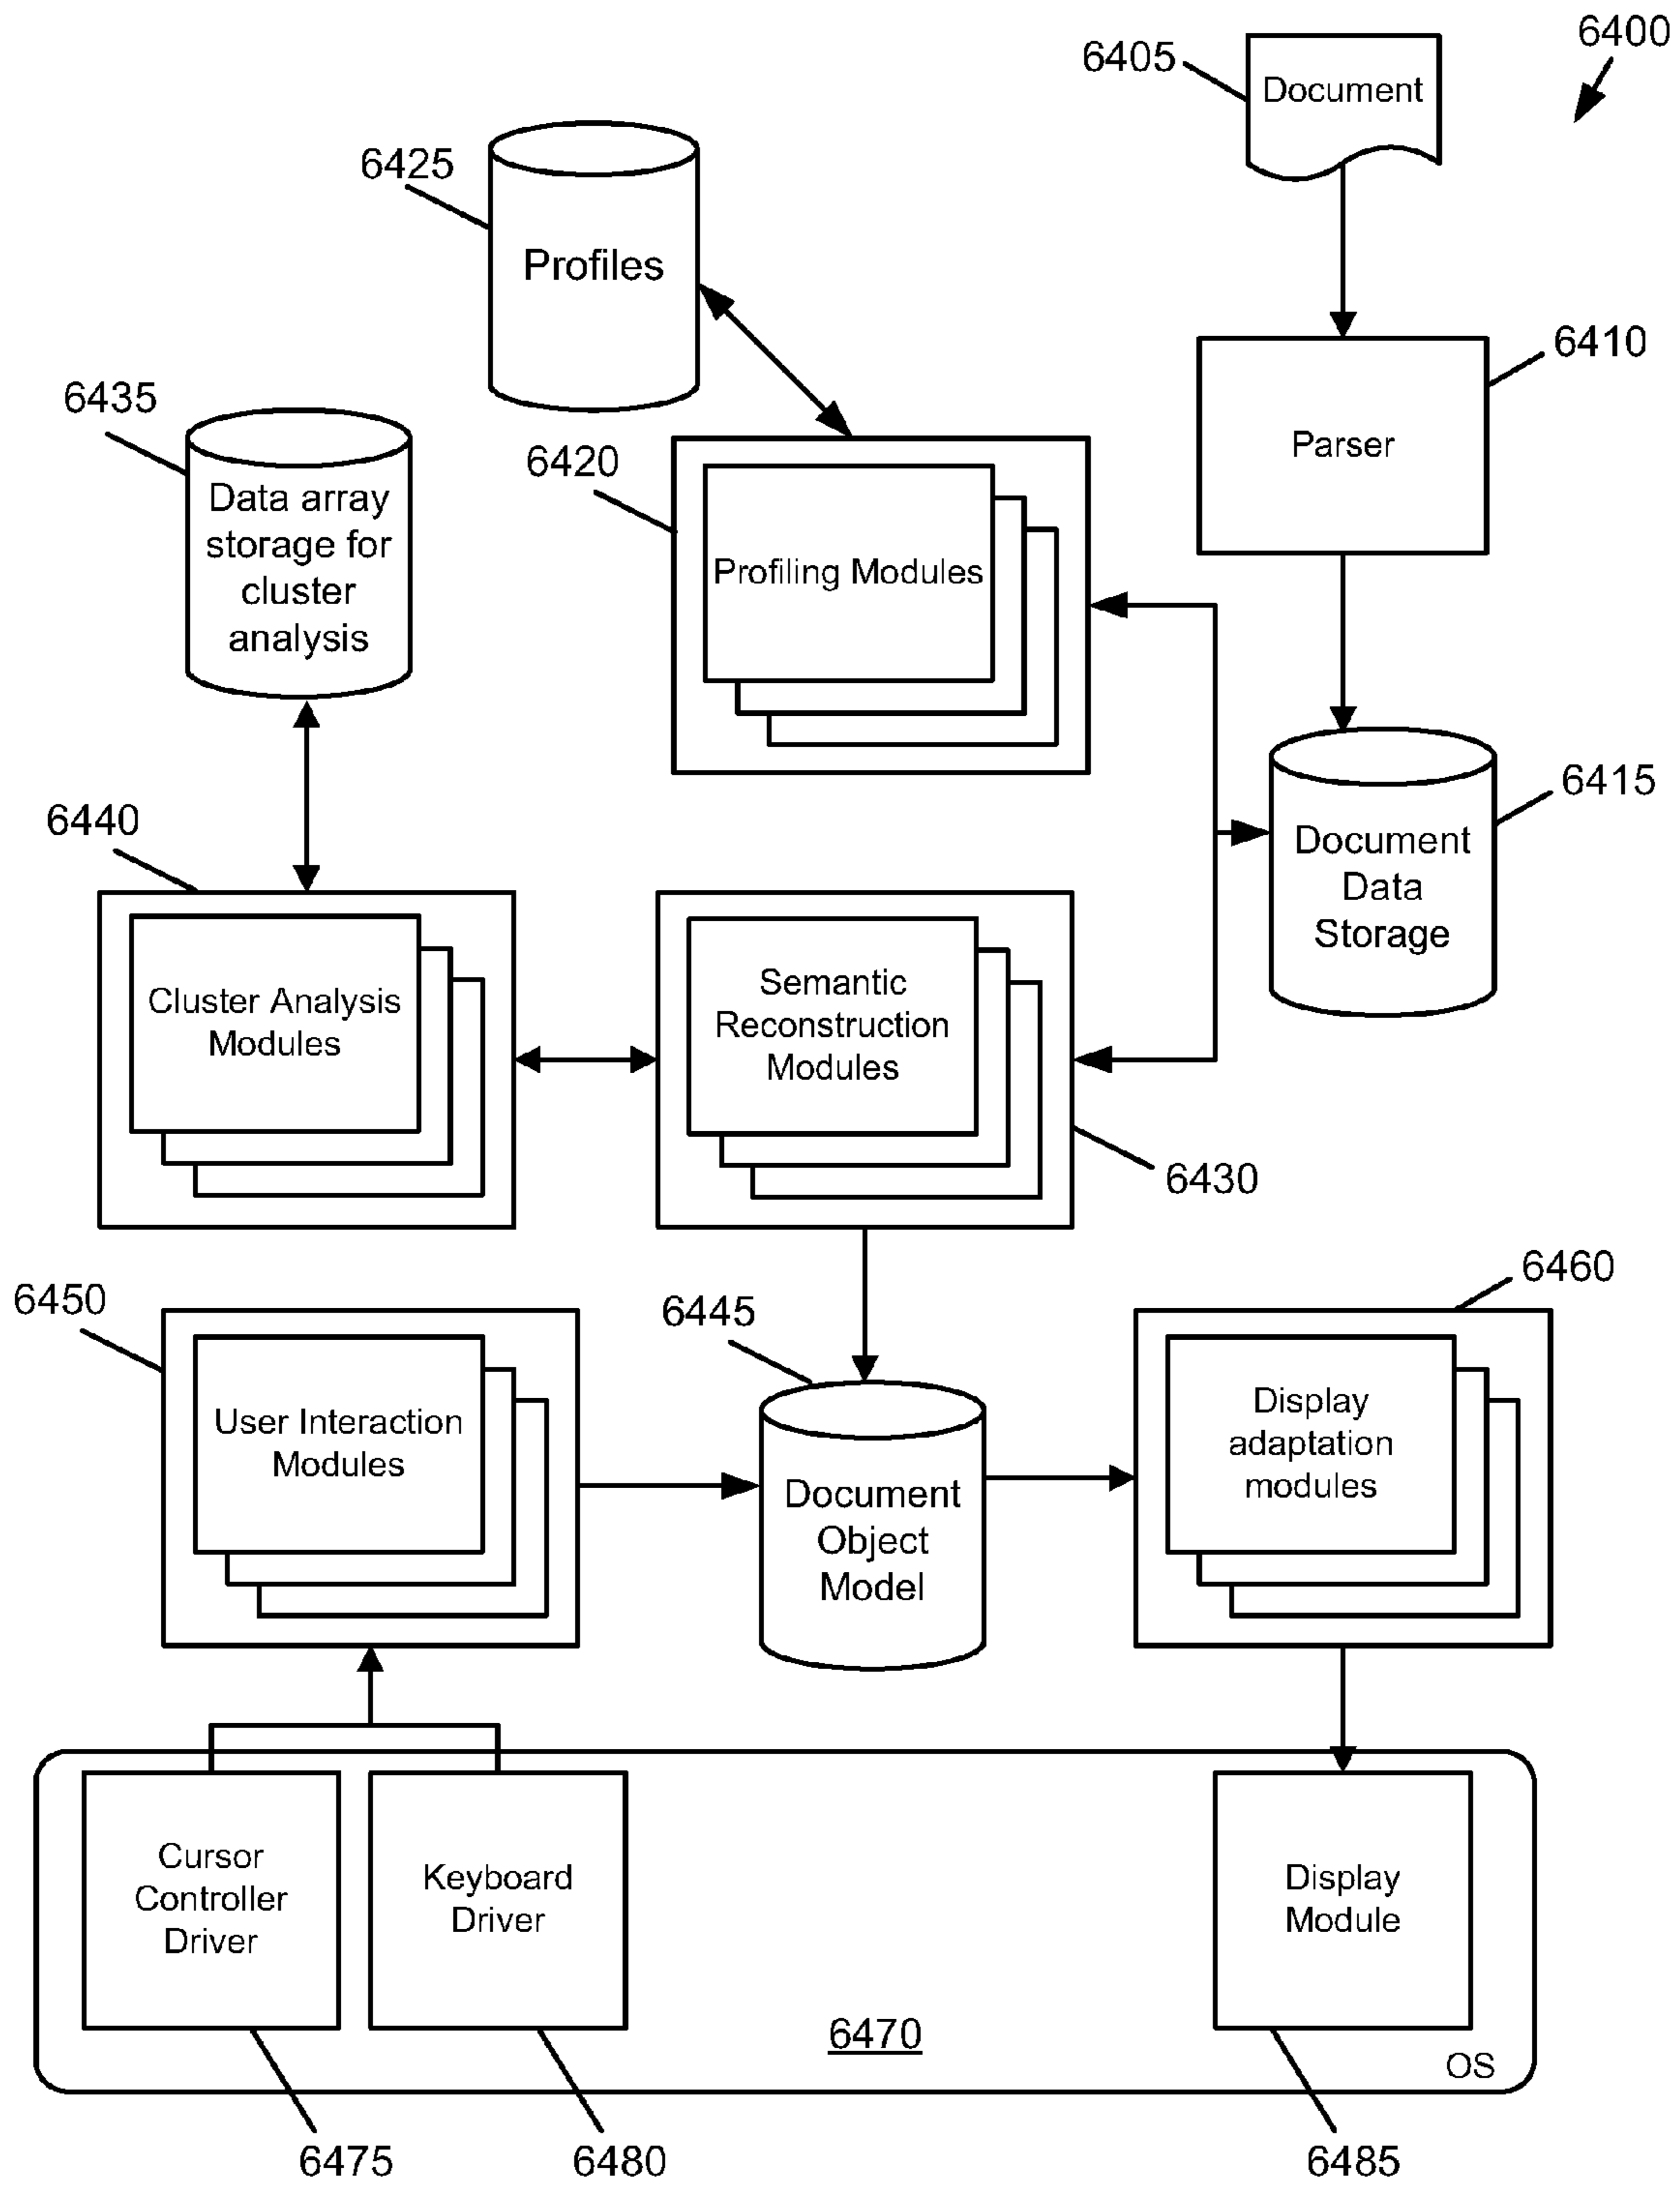 6400
6405
Document
6425
Profiles
6410
Parser
6435
Data array
storage for
cluster
analysis
6420
Profiling Modules
6415
Document
Data
Storage
6440
Cluster Analysis
Modules
Semantic
Reconstruction
Modules
6430
6450
User Interaction
Modules
6445
Document
Object
Model
6460
Display
adaptation
modules
Cursor
Controller
Driver
Keyboard
Driver
Display
Module
6470
OS
6475
6480
6485